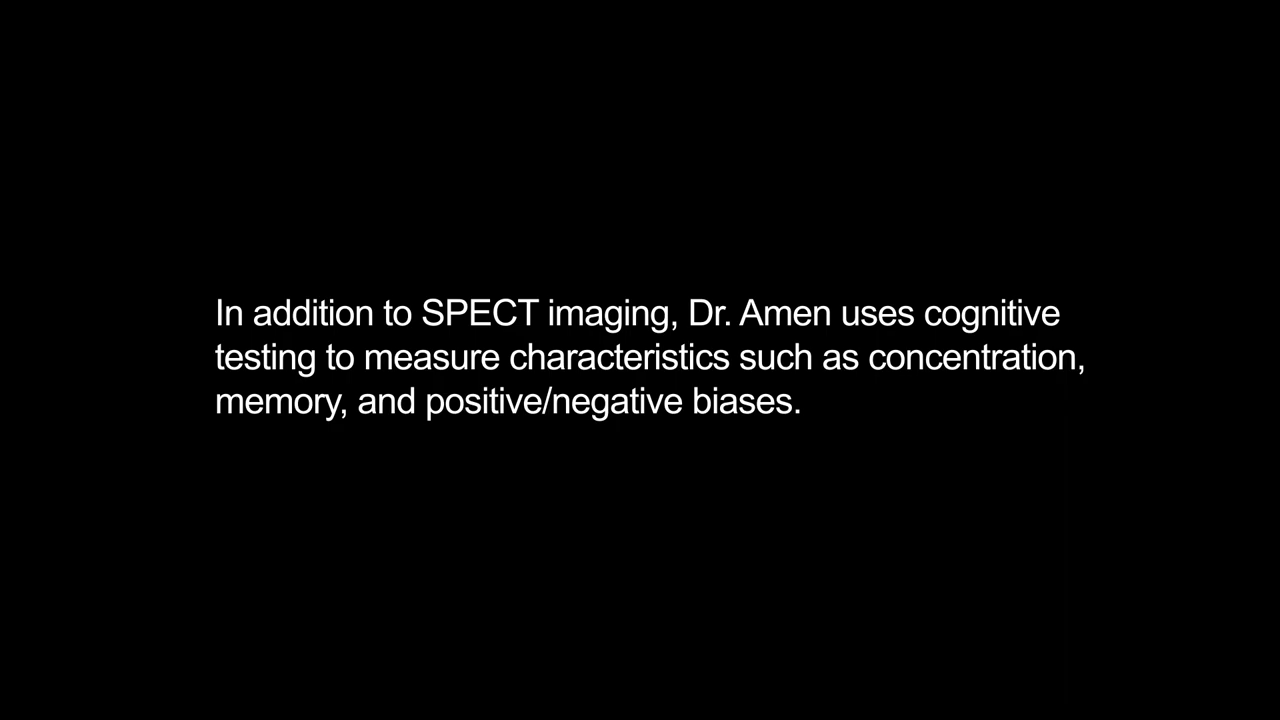 In addition to SPECT imaging, Dr. Amen uses cognitive
testing to measure characteristics such as concentration,
memory, and positive/negative biases.